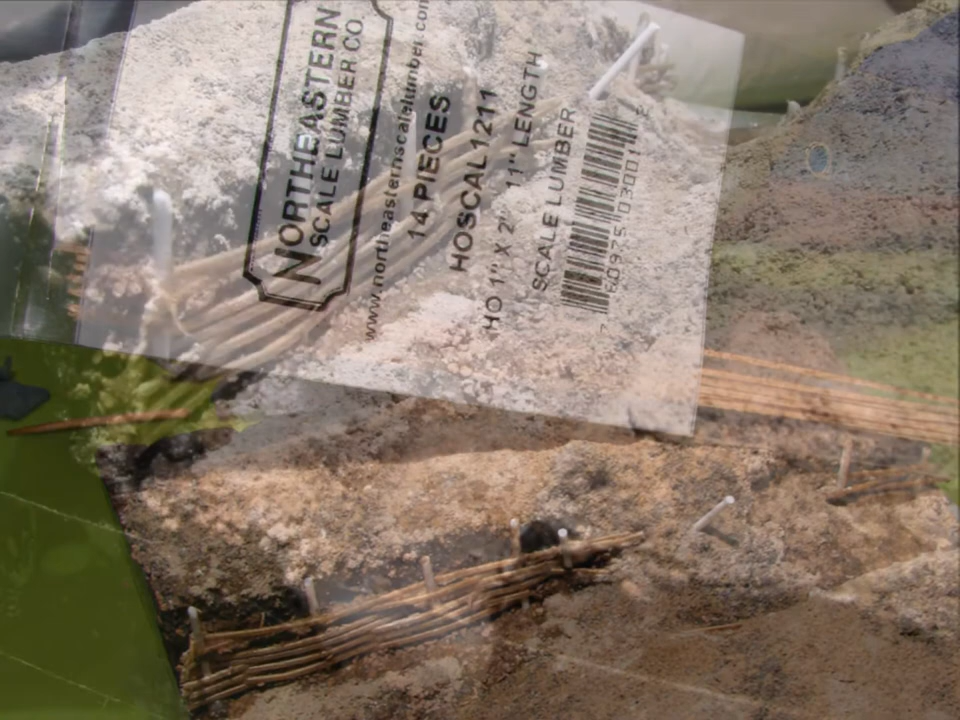 NORTHEASTERN
SCALE LUMBER CO.
www.northeasternscalelumber.com
14 PIECES
HOSCAL1211
HO 1" X 2" 11" LENGTH
SCALE LUMBER